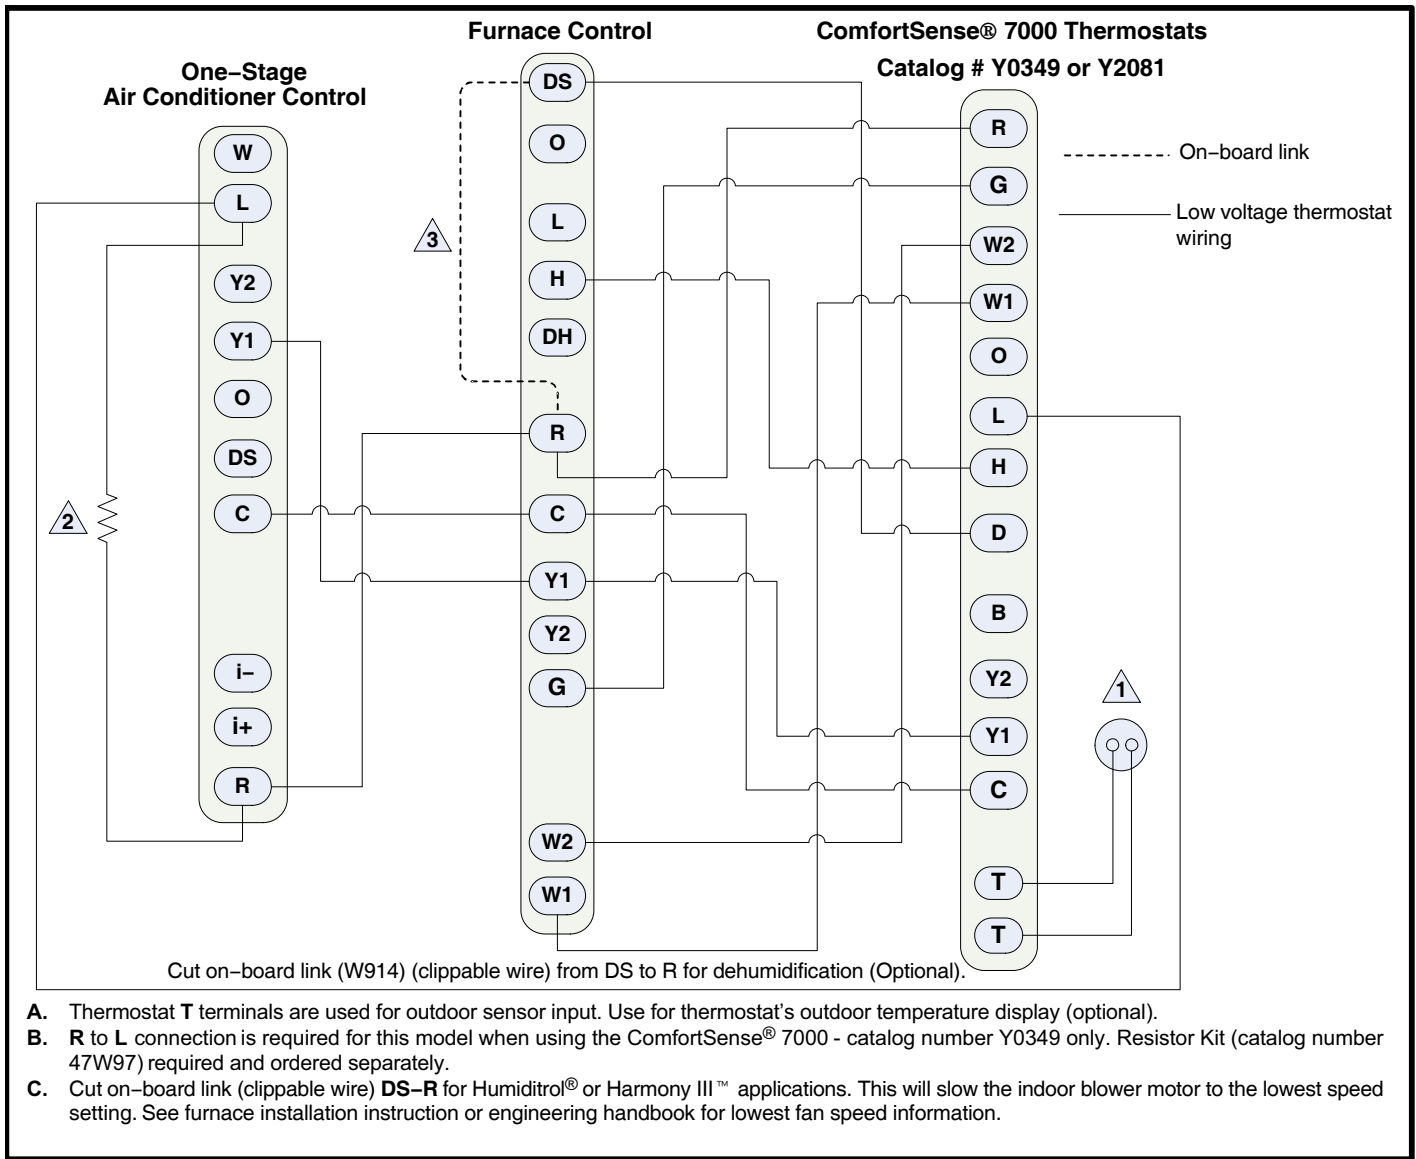 Furnace Control
ComfortSense® 7000 Thermostats
Catalog # Y0349 or Y2081
One−Stage
Air Conditioner Control
W
L
Y2
Y1
O
DS
C
i−
i+
R
2
3
DS
O
L
H
DH
R
C
Y1
Y2
G
W2
W1
R
G
W2
W1
O
L
H
D
B
Y2
Y1
C
T
T
1
On−board link
Low voltage thermostat
wiring
Cut on−board link (W914) (clippable wire) from DS to R for dehumidification (Optional).
A. Thermostat T terminals are used for outdoor sensor input. Use for thermostat's outdoor temperature display (optional).
B. R to L connection is required for this model when using the ComfortSense® 7000 - catalog number Y0349 only. Resistor Kit (catalog number
47W97) required and ordered separately.
C. Cut on−board link (clippable wire) DS−R for Humiditrol® or Harmony III™ applications. This will slow the indoor blower motor to the lowest speed
setting. See furnace installation instruction or engineering handbook for lowest fan speed information.